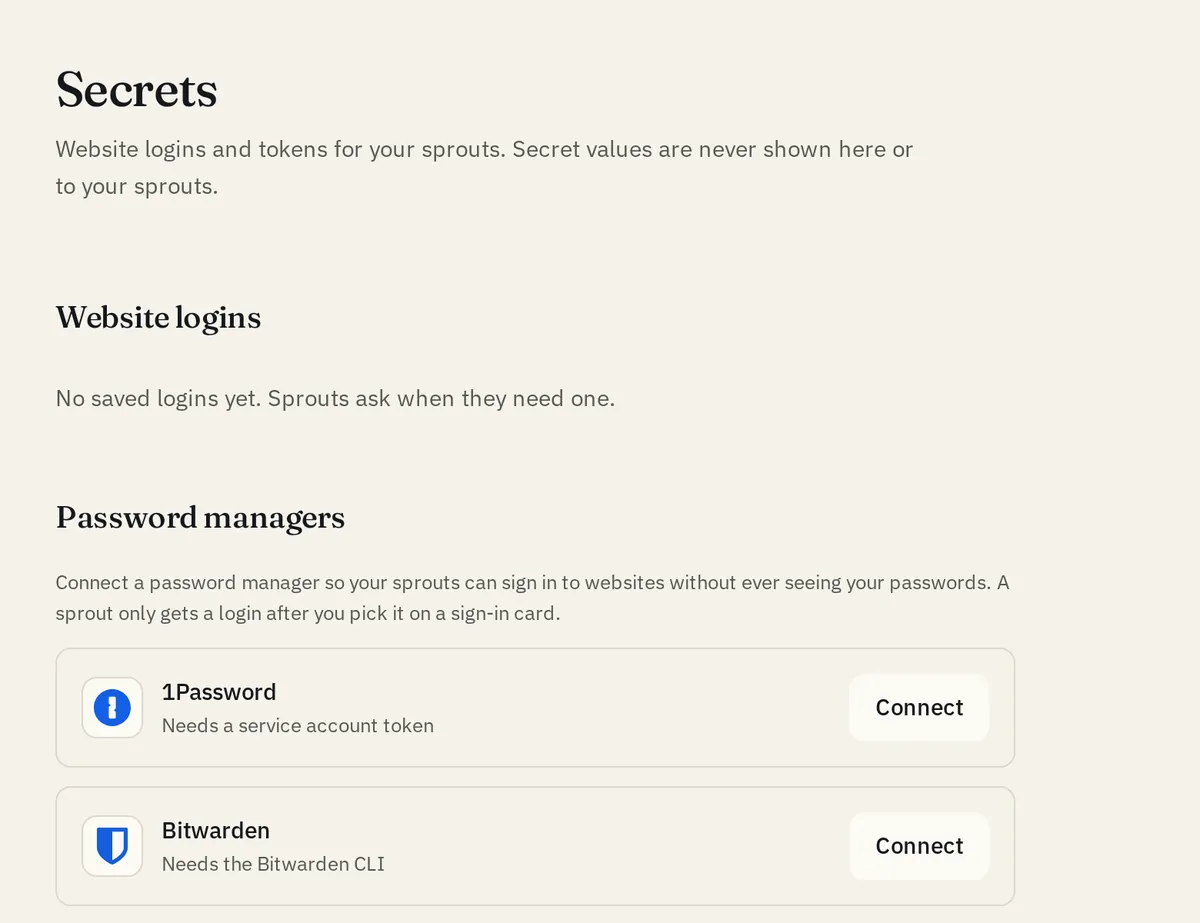 Secrets
Website logins and tokens for your sprouts. Secret values are never shown here or
to your sprouts.
Website logins
No saved logins yet. Sprouts ask when they need one.
Password managers
Connect a password manager so your sprouts can sign in to websites without ever seeing your passwords. A
sprout only gets a login after you pick it on a sign-in card.
1Password
Needs a service account token
Connect
Bitwarden
Needs the Bitwarden CLI
Connect